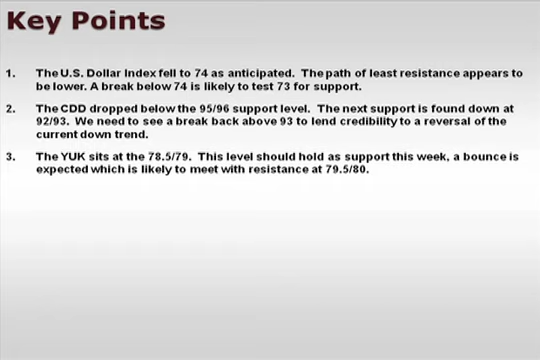 Key Points
1. The U.S. Dollar Index fell to 74 as anticipated. The path of least resistance appears to
be lower. A break below 74 is likely to test 73 for support.
2. The CDD dropped below the 95/96 support level. The next support is found down at
92/93. We need to see a break back above 93 to lend credibility to a reversal of the
current down trend.
3. The YUK sits at the 78.5/79. This level should hold as support this week, a bounce is
expected which is likely to meet with resistance at 79.5/80.